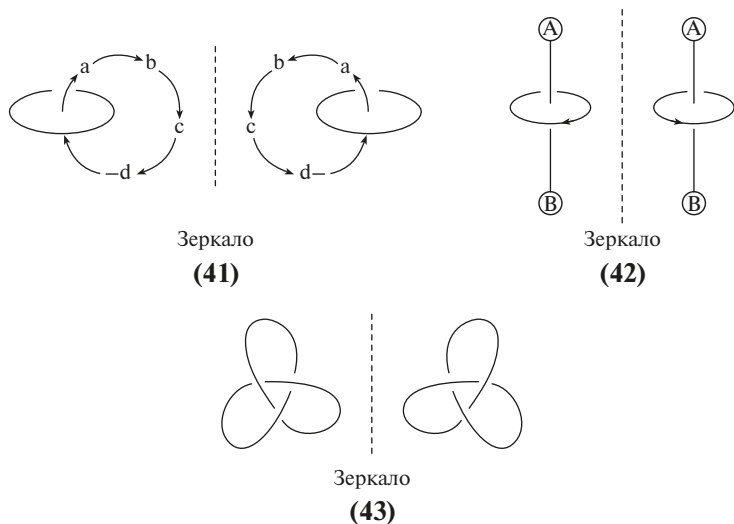 a b b a
c c
–d d–
Зеркало
(41)
A A
B B
Зеркало
(42)
Зеркало
(43)